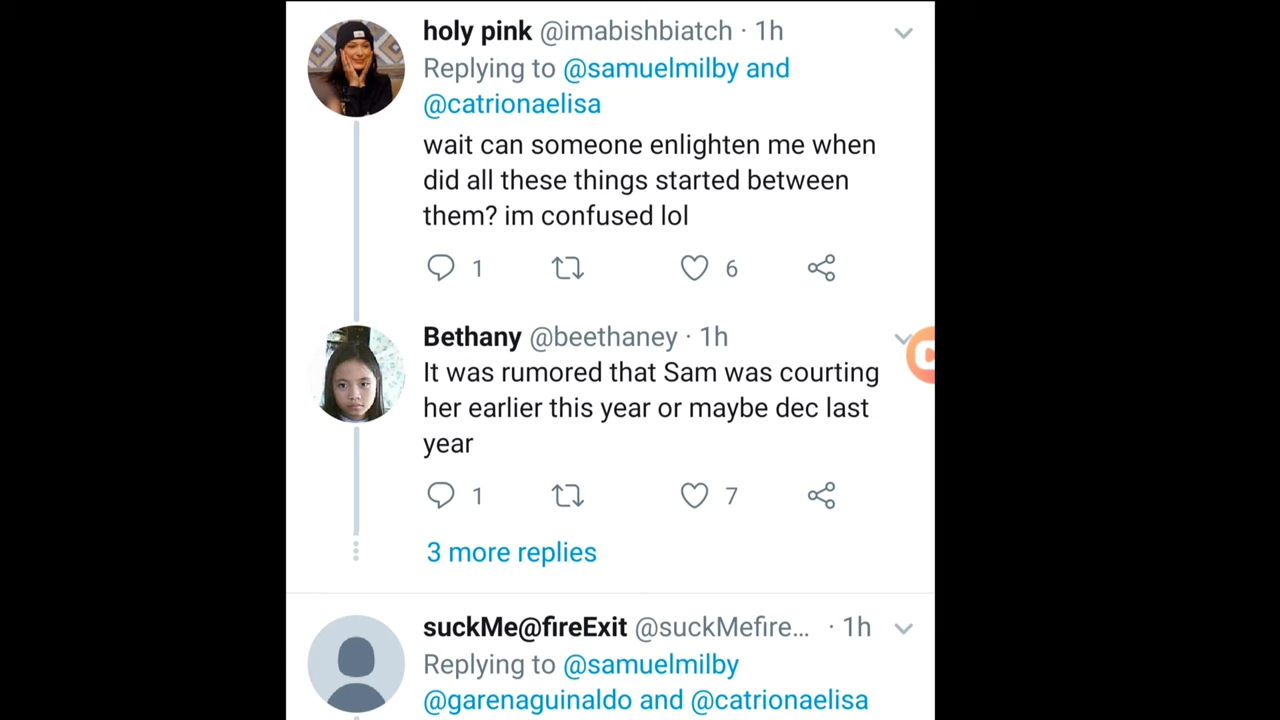 holy pink @imabishbiatch · 1h
Replying to @samuelmilby and
@catrionaelisa
wait can someone enlighten me when
did all these things started between
them? im confused lol
1 6
Bethany @beethaney · 1h
It was rumored that Sam was courting
her earlier this year or maybe dec last
year
1 7
3 more replies
suckMe@fireExit @suckMefire... · 1h
Replying to @samuelmilby
@garenaguinaldo and @catrionaelisa